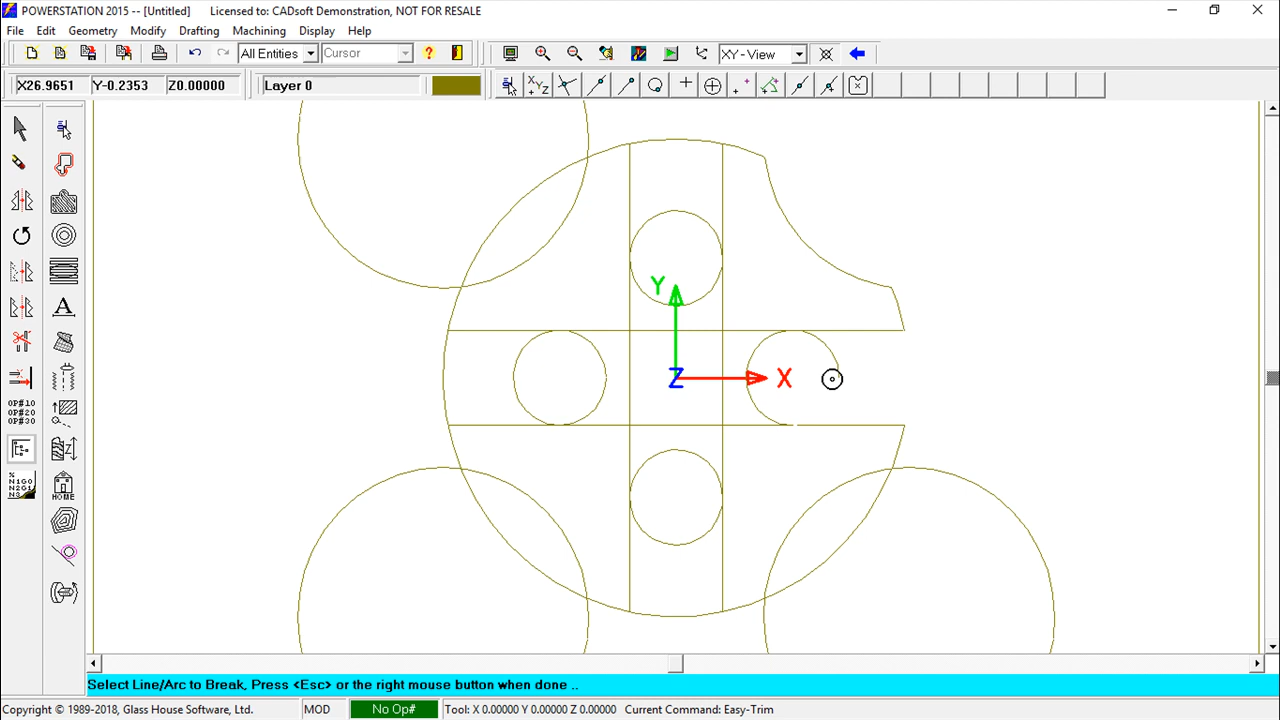 POWERSTATION 2015 -- [Untitled] Licensed to: CADsoft Demonstration, NOT FOR RESALE
File Edit Geometry Modify Drafting Machining Display Help
All Entities Cursor ? XY-View
X26.9651 Y-0.2353 Z0.00000 Layer 0 XYZ
Y
Z X
A
OP#10
OP#20
OP#30
Z
HOME
Select Line/Arc to Break, Press <Esc> or the right mouse button when done ..
Copyright © 1989-2018, Glass House Software, Ltd. MOD No Op# Tool: X 0.00000 Y 0.00000 Z 0.00000 Current Command: Easy-Trim